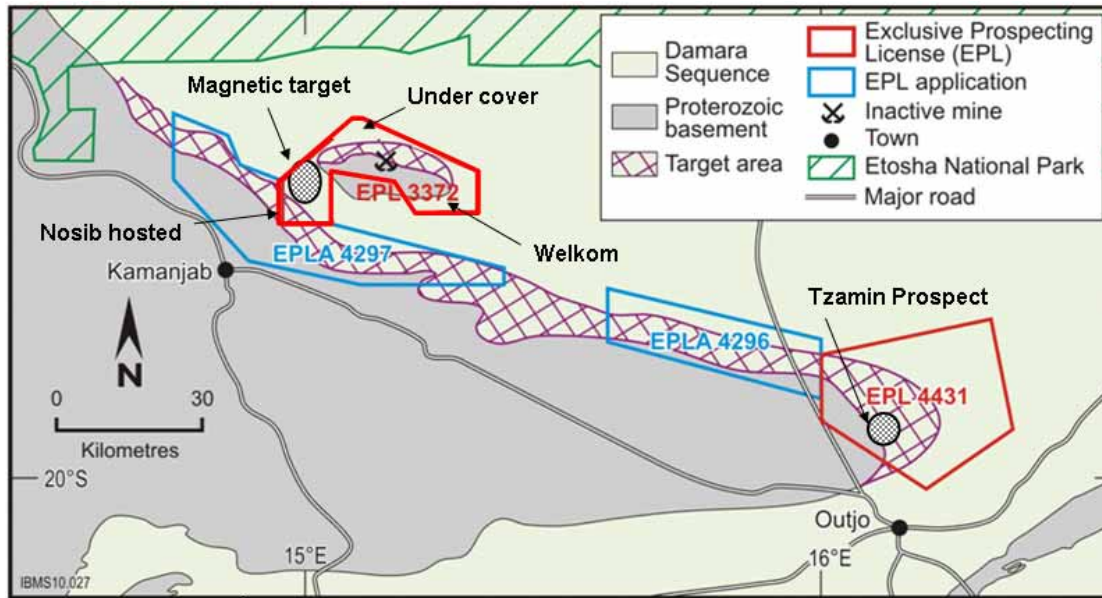 Magnetic target
Under cover
EPL 3372
Nosib hosted
Welkom
EPLA 4297
Kamanjab
Tzamin Prospect
EPLA 4296
EPL 4431
N
0 30
Kilometres
20°S
Outjo
15°E
16°E
IBMS10.027
Damara
Sequence
Proterozoic
basement
Target area
Exclusive Prospecting
License (EPL)
EPL application
Inactive mine
Town
Etosha National Park
Major road